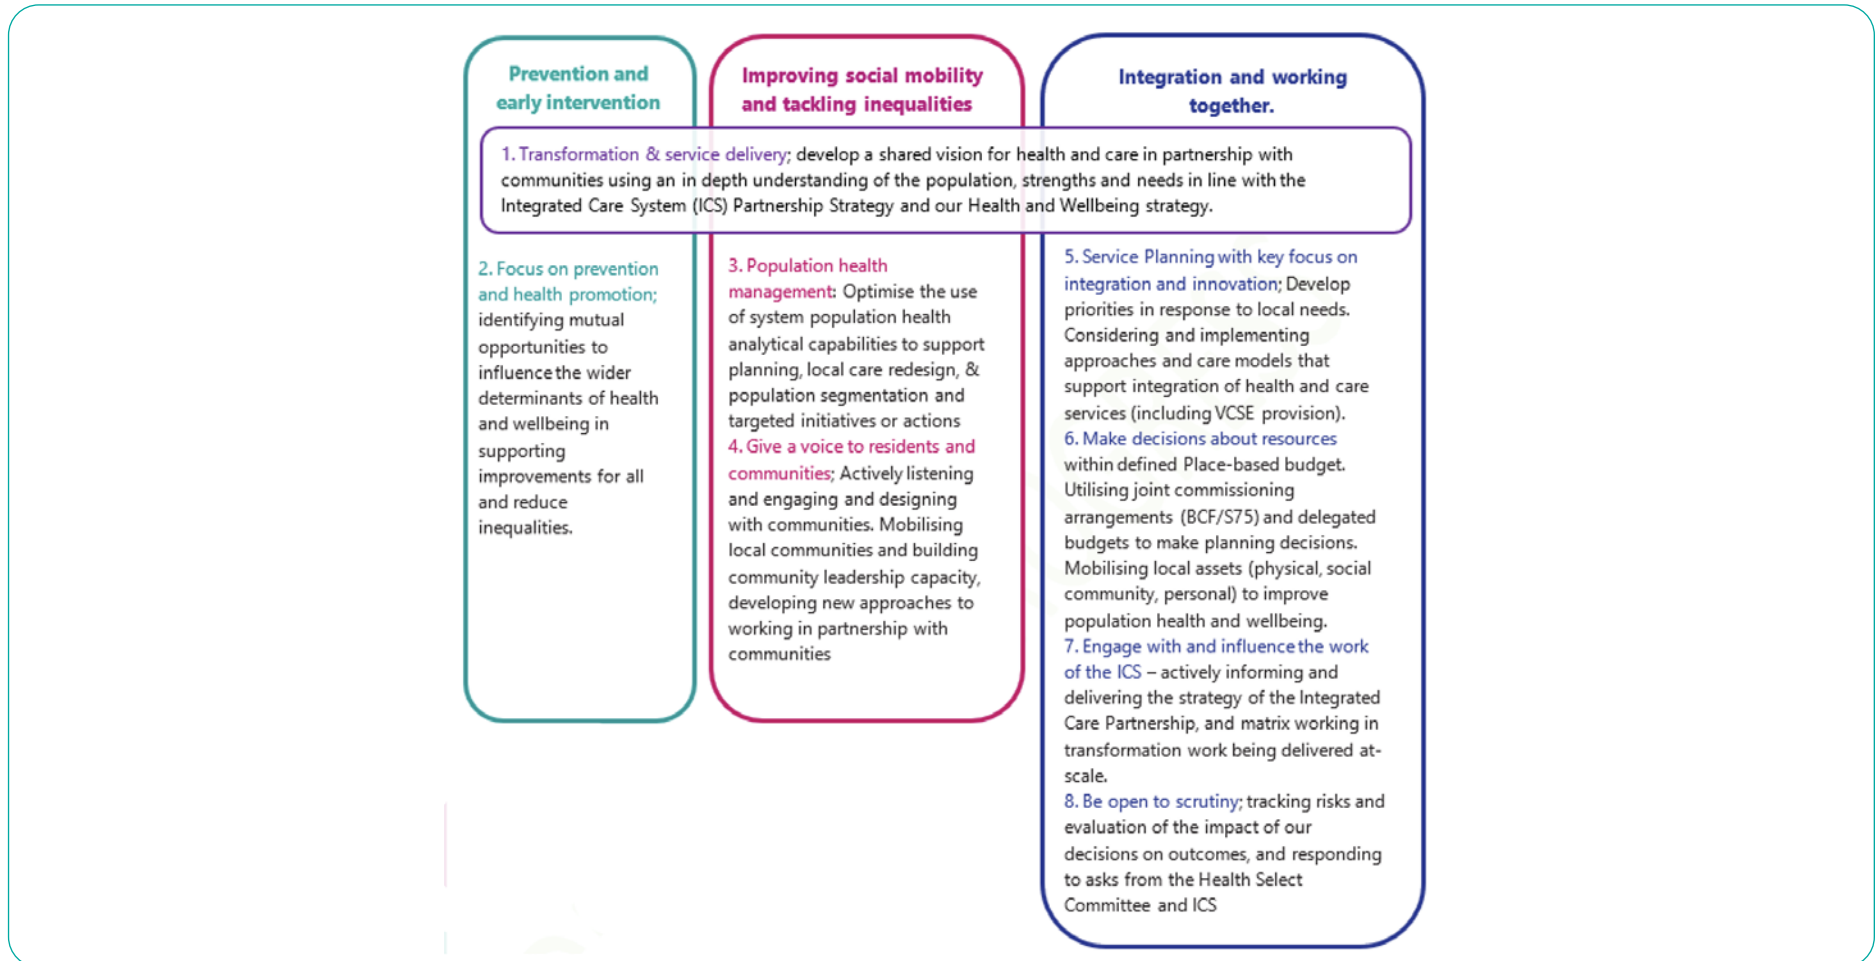 Prevention and
early intervention
Improving social mobility
and tackling inequalities
Integration and working
together.
1. Transformation & service delivery; develop a shared vision for health and care in partnership with
communities using an in depth understanding of the population, strengths and needs in line with the
Integrated Care System (ICS) Partnership Strategy and our Health and Wellbeing strategy.
2. Focus on prevention
and health promotion;
identifying mutual
opportunities to
influence the wider
determinants of health
and wellbeing in
supporting
improvements for all
and reduce
inequalities.
3. Population health
management: Optimise the use
of system population health
analytical capabilities to support
planning, local care redesign, &
population segmentation and
targeted initiatives or actions
4. Give a voice to residents and
communities; Actively listening
and engaging and designing
with communities. Mobilising
local communities and building
community leadership capacity,
developing new approaches to
working in partnership with
communities
5. Service Planning with key focus on
integration and innovation; Develop
priorities in response to local needs.
Considering and implementing
approaches and care models that
support integration of health and care
services (including VCSE provision).
6. Make decisions about resources
within defined Place-based budget.
Utilising joint commissioning
arrangements (BCF/S75) and delegated
budgets to make planning decisions.
Mobilising local assets (physical, social
community, personal) to improve
population health and wellbeing.
7. Engage with and influence the work
of the ICS – actively informing and
delivering the strategy of the Integrated
Care Partnership, and matrix working in
transformation work being delivered at-
scale.
8. Be open to scrutiny; tracking risks and
evaluation of the impact of our
decisions on outcomes, and responding
to asks from the Health Select
Committee and ICS